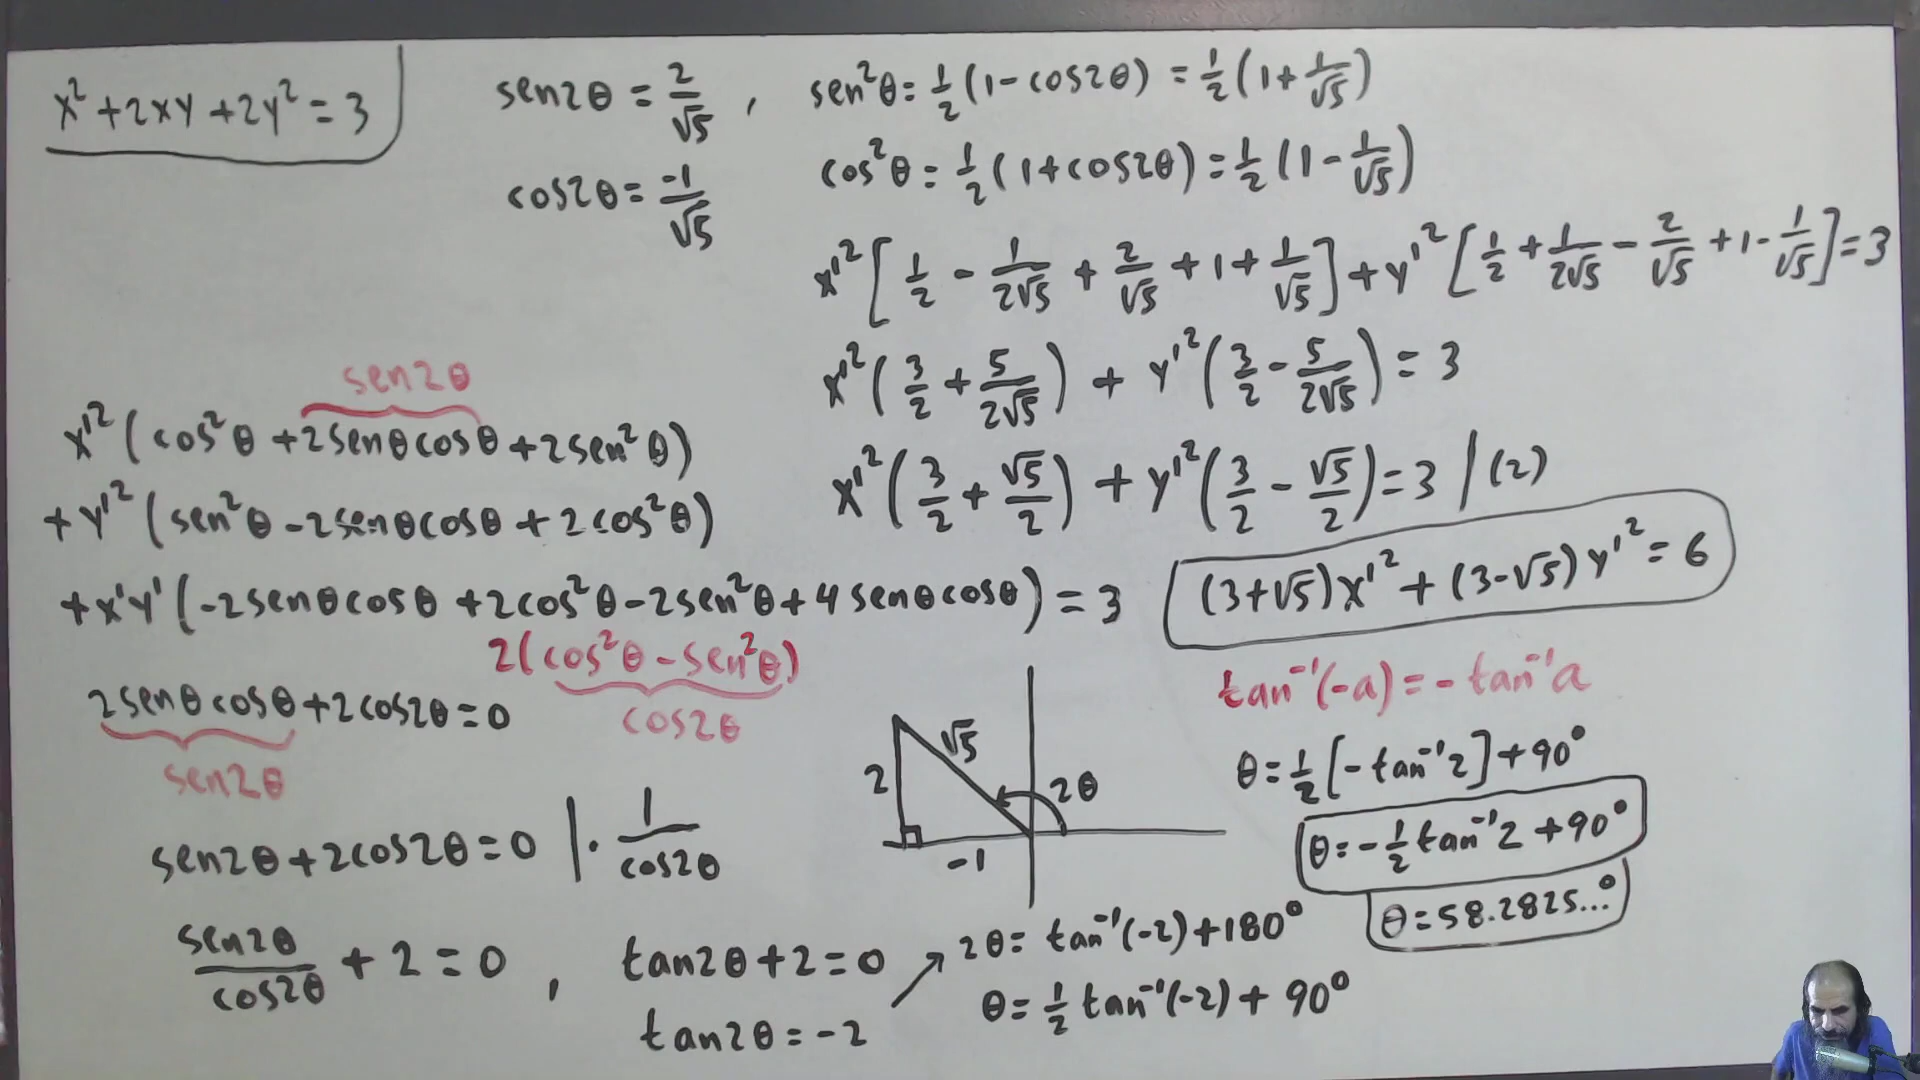 x² + 2xy + 2y² = 3
sen2θ = 2/√5 ,
cos2θ = -1/√5
sen²θ = 1/2 (1 - cos2θ) = 1/2 (1 + 1/√5)
cos²θ = 1/2 (1 + cos2θ) = 1/2 (1 - 1/√5)
x'² [1/2 - 1/2√5 + 2/√5 + 1 + 1/√5] + y'² [1/2 + 1/2√5 - 2/√5 + 1 - 1/√5] = 3
x'² (3/2 + 5/2√5) + y'² (3/2 - 5/2√5) = 3
x'² (3/2 + √5/2) + y'² (3/2 - √5/2) = 3 / (2)
(3+√5)x'² + (3-√5)y'² = 6
sen2θ
x'² (cos²θ + 2senθcosθ + 2sen²θ)
+ y'² (sen²θ - 2senθcosθ + 2cos²θ)
+ x'y' (-2senθcosθ + 2cos²θ - 2sen²θ + 4senθcosθ) = 3
2(cos²θ - sen²θ)
cos2θ
2senθcosθ + 2cos2θ = 0
sen2θ
sen2θ + 2cos2θ = 0 | · 1/cos2θ
sen2θ/cos2θ + 2 = 0 ,
tan2θ + 2 = 0
tan2θ = -2
2
√5
2θ
-1
2θ = tan⁻¹(-2) + 180°
θ = 1/2 tan⁻¹(-2) + 90°
tan⁻¹(-a) = - tan⁻¹a
θ = 1/2 [- tan⁻¹2] + 90°
θ = - 1/2 tan⁻¹2 + 90°
θ = 58.2825...°